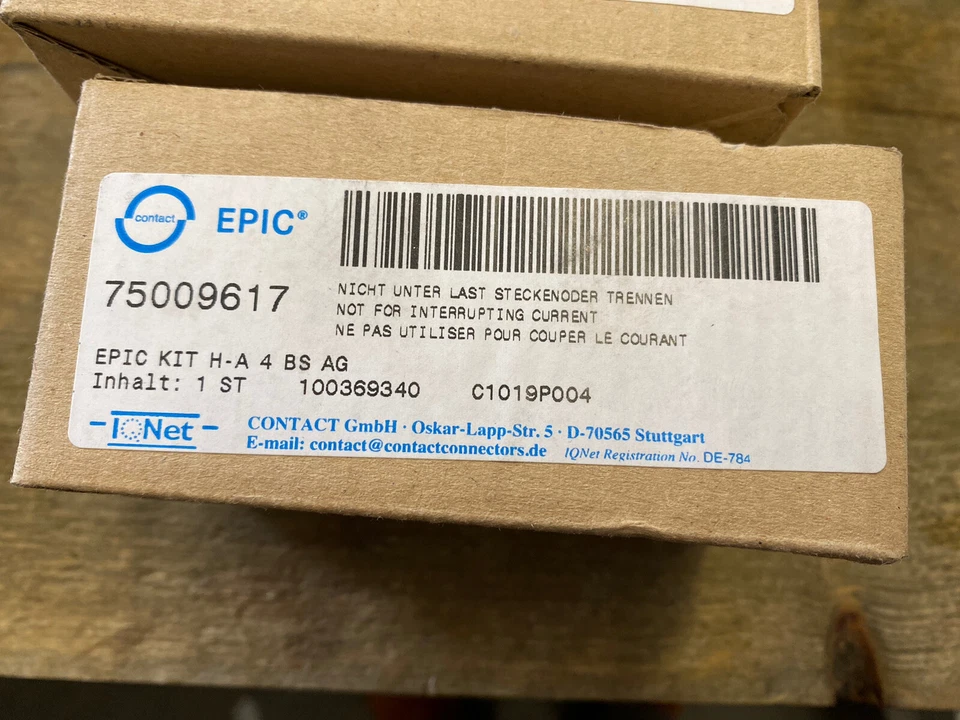 contact
EPIC®
75009617
NICHT UNTER LAST STECKENODER TRENNEN
NOT FOR INTERRUPTING CURRENT
NE PAS UTILISER POUR COUPER LE COURANT
EPIC KIT H-A 4 BS AG
Inhalt: 1 ST 100369340 C1019P004
IQNet
CONTACT GmbH · Oskar-Lapp-Str. 5 · D-70565 Stuttgart
E-mail: contact@contactconnectors.de IQNet Registration No. DE-784